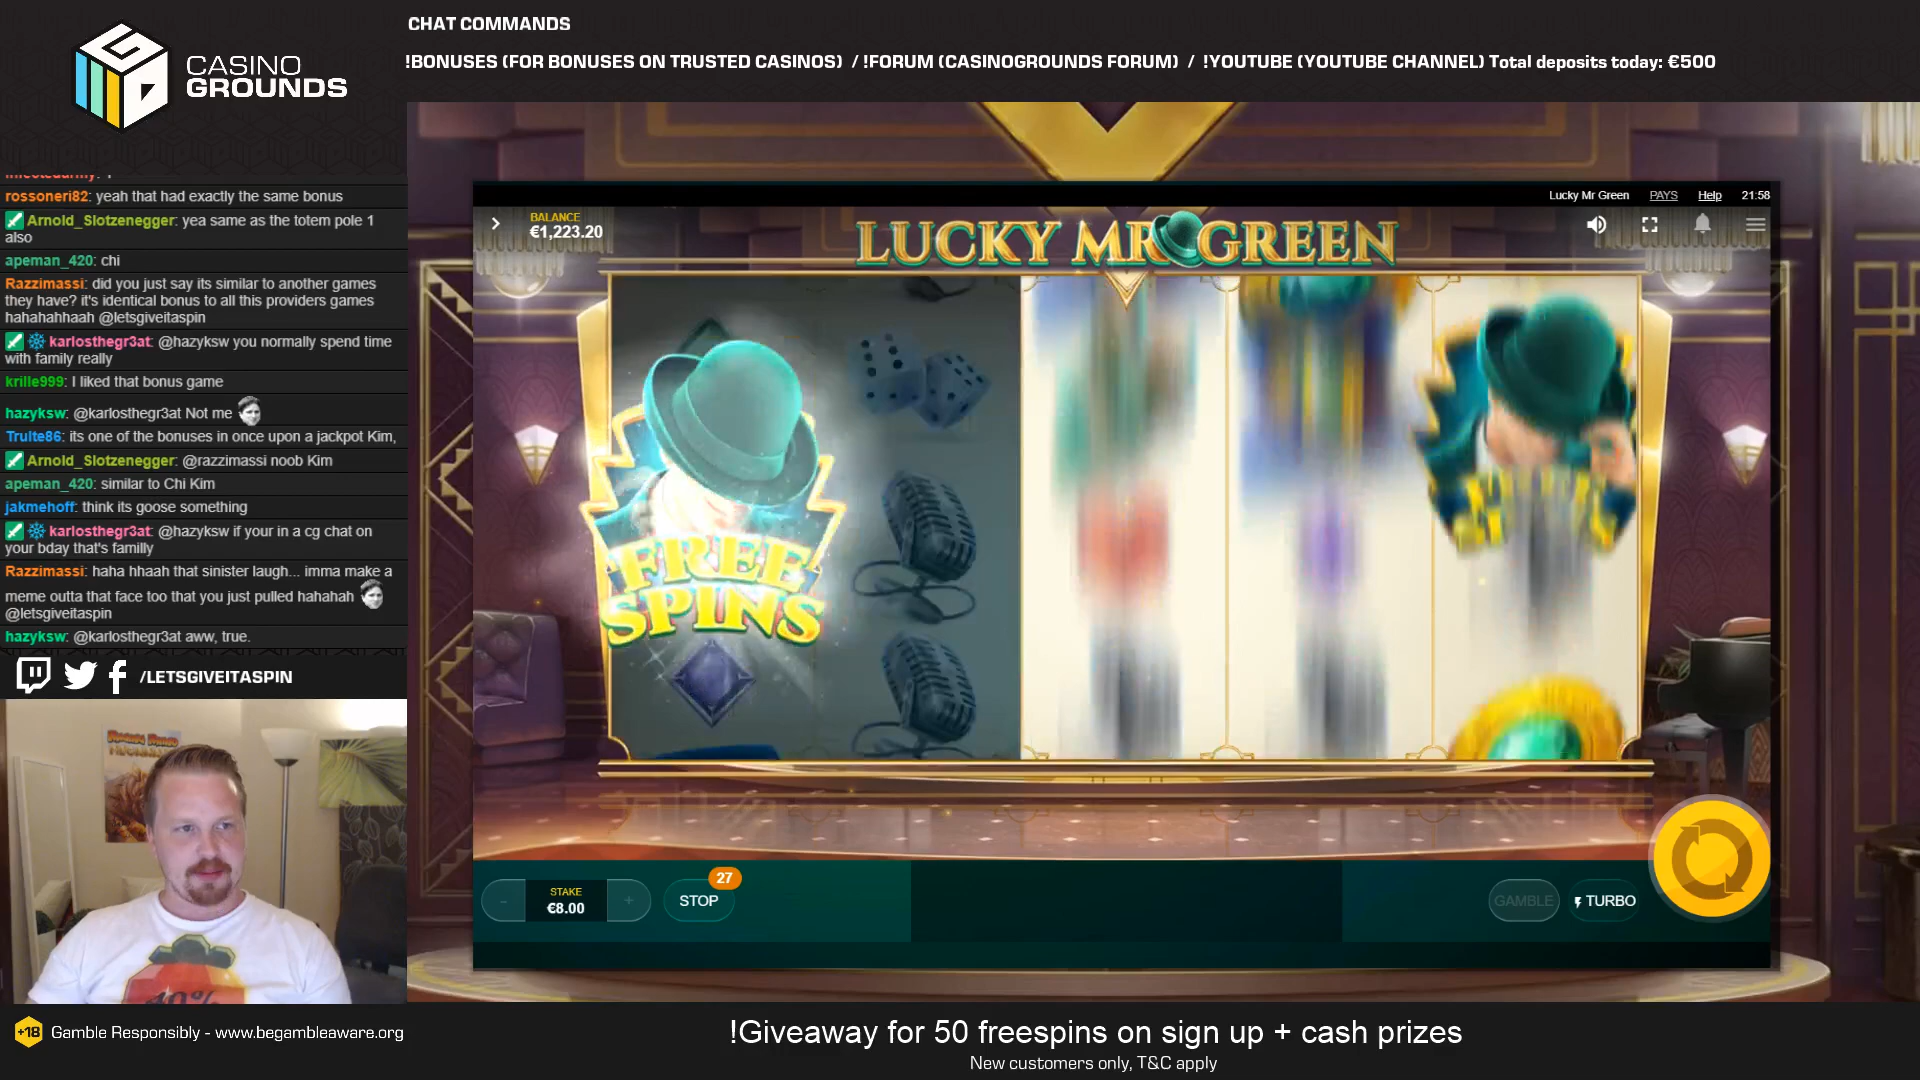 CHAT COMMANDS
!BONUSES (FOR BONUSES ON TRUSTED CASINOS) / !FORUM (CASINOGROUNDS FORUM) / !YOUTUBE (YOUTUBE CHANNEL) Total deposits today: €500
CASINO
GROUNDS
rossoneri82: yeah that had exactly the same bonus
Arnold_Slotzenegger: yea same as the totem pole 1
also
apeman_420: chi
Razzimassi: did you just say its similar to another games
they have? it's identical bonus to all this providers games
hahahahhaah @letsgiveitaspin
karlosthegr3at: @hazyksw you normally spend time
with family really
krille999: I liked that bonus game
hazyksw: @karlosthegr3at Not me
Trulte86: its one of the bonuses in once upon a jackpot Kim,
Arnold_Slotzenegger: @razzimassi noob Kim
apeman_420: similar to Chi Kim
jakmehoff: think its goose something
karlosthegr3at: @hazyksw if your in a cg chat on
your bday that's familly
Razzimassi: haha hhaah that sinister laugh... imma make a
meme outta that face too that you just pulled hahahah
@letsgiveitaspin
hazyksw: @karlosthegr3at aww, true.
/LETSGIVEITASPIN
Lucky Mr Green PAYS Help 21:58
BALANCE
€1,223.20
LUCKY MR GREEN
FREE
SPINS
27
STAKE
€8.00
- + STOP
GAMBLE TURBO
+18 Gamble Responsibly - www.begambleaware.org
!Giveaway for 50 freespins on sign up + cash prizes
New customers only, T&C apply